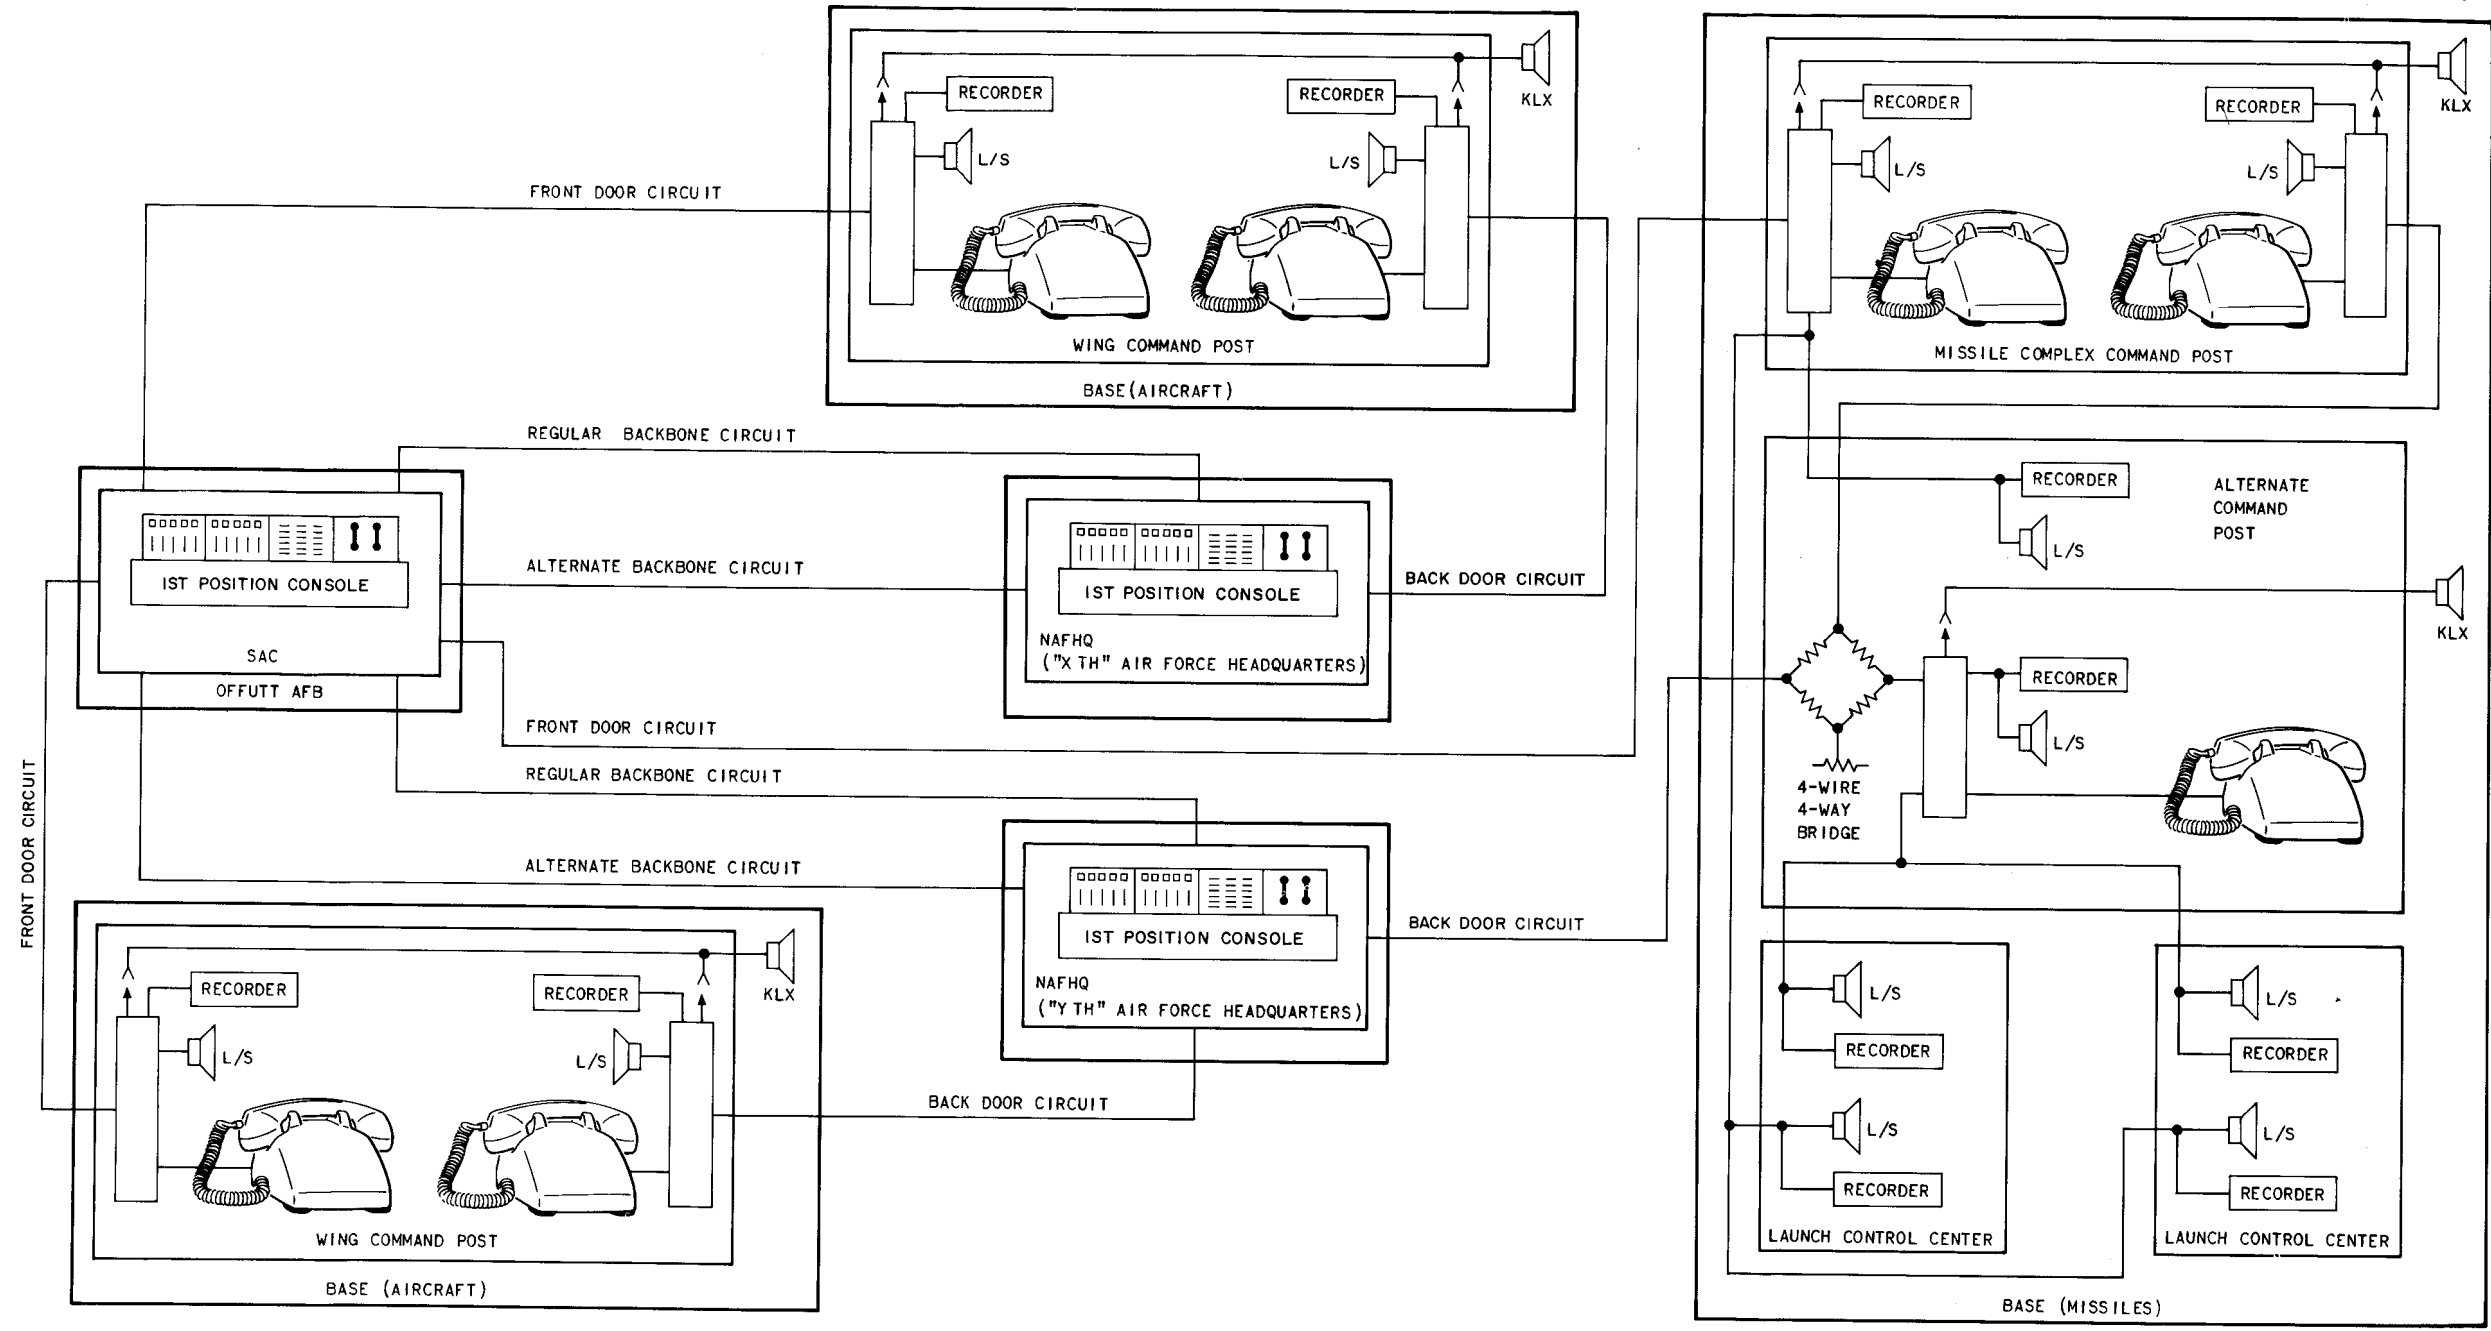 RECORDER
RECORDER
KLX
L/S
L/S
WING COMMAND POST
BASE (AIRCRAFT)
RECORDER
RECORDER
KLX
L/S
L/S
MISSILE COMPLEX COMMAND POST
FRONT DOOR CIRCUIT
REGULAR BACKBONE CIRCUIT
ALTERNATE BACKBONE CIRCUIT
1ST POSITION CONSOLE
SAC
OFFUTT AFB
1ST POSITION CONSOLE
NAFHQ
("X TH" AIR FORCE HEADQUARTERS)
BACK DOOR CIRCUIT
FRONT DOOR CIRCUIT
REGULAR BACKBONE CIRCUIT
ALTERNATE BACKBONE CIRCUIT
FRONT DOOR CIRCUIT
1ST POSITION CONSOLE
NAFHQ
("Y TH" AIR FORCE HEADQUARTERS)
BACK DOOR CIRCUIT
BACK DOOR CIRCUIT
RECORDER
RECORDER
KLX
L/S
L/S
WING COMMAND POST
BASE (AIRCRAFT)
RECORDER
L/S
ALTERNATE
COMMAND
POST
KLX
RECORDER
L/S
4-WIRE
4-WAY
BRIDGE
L/S
RECORDER
L/S
RECORDER
LAUNCH CONTROL CENTER
L/S
RECORDER
L/S
RECORDER
LAUNCH CONTROL CENTER
BASE (MISSILES)